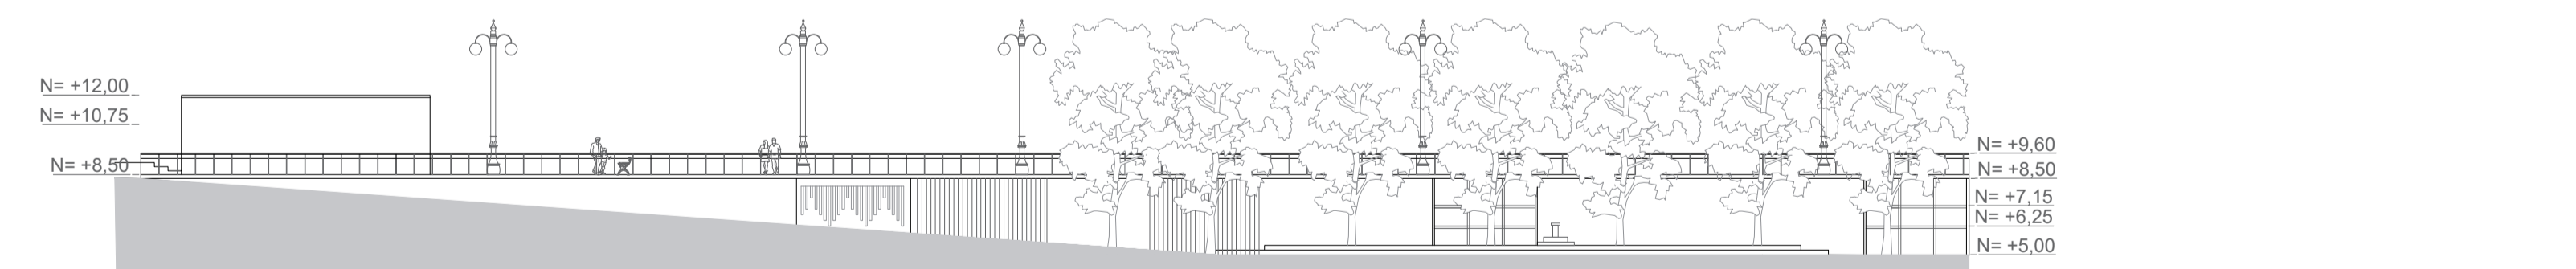 N= +12,00
N= +10,75
N= +8,50
N= +9,60
N= +8,50
N= +7,15
N= +6,25
N= +5,00